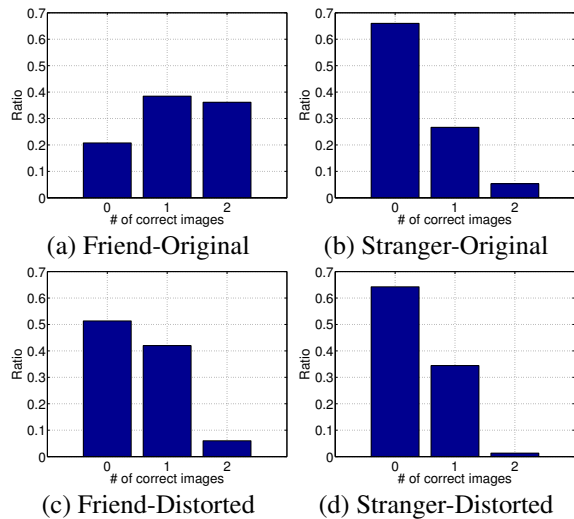 0.7
0.6
0.5
0.4
0.3
0.2
0.1
0
Ratio
0 1 2
# of correct images
(a) Friend-Original
0.7
0.6
0.5
0.4
0.3
0.2
0.1
0
Ratio
0 1 2
# of correct images
(b) Stranger-Original
0.7
0.6
0.5
0.4
0.3
0.2
0.1
0
Ratio
0 1 2
# of correct images
(c) Friend-Distorted
0.7
0.6
0.5
0.4
0.3
0.2
0.1
0
Ratio
0 1 2
# of correct images
(d) Stranger-Distorted